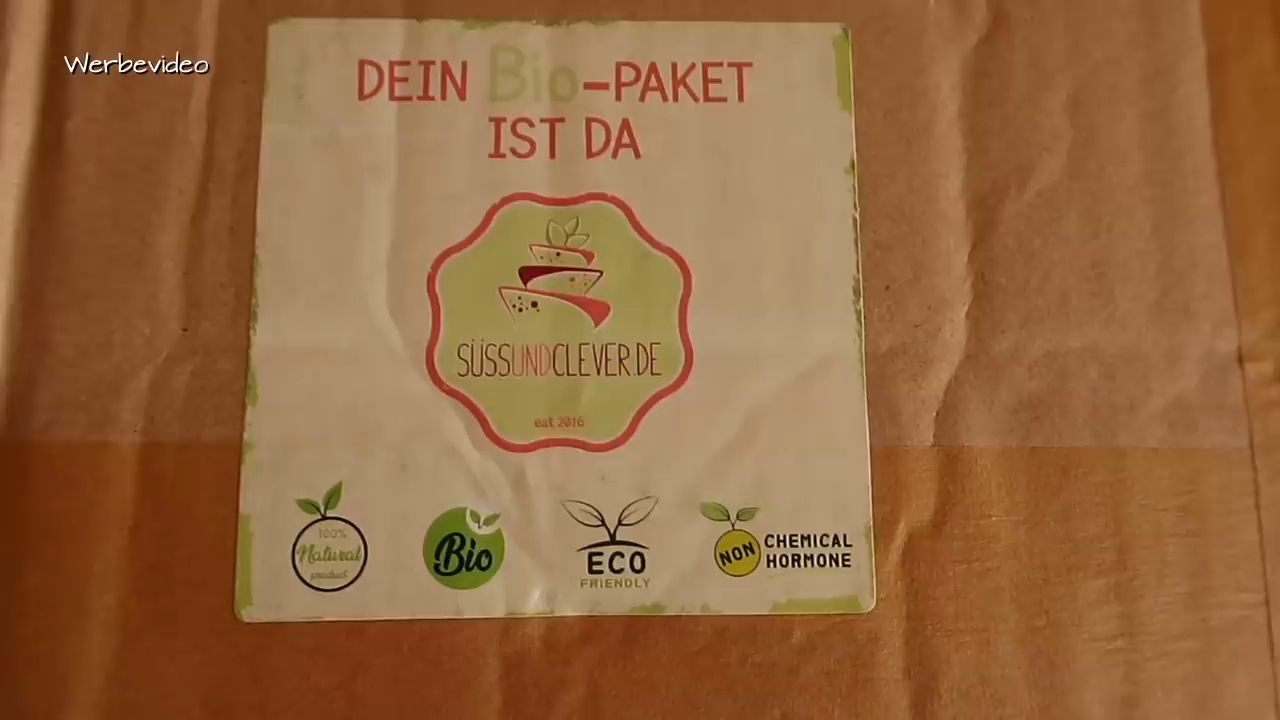 Werbevideo
DEIN Bio-PAKET
IST DA
SÜSSUNDCLEVER.DE
est 2016
100%
Natural
product
Bio
ECO
FRIENDLY
NON
CHEMICAL
HORMONE